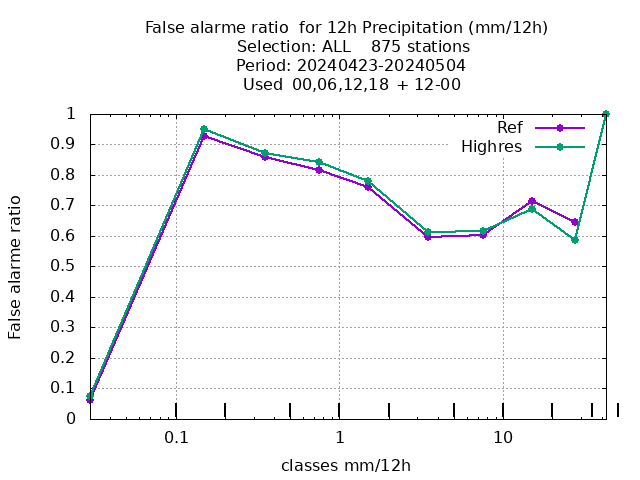 False alarme ratio  for 12h Precipitation (mm/12h)
Selection: ALL    875 stations
Period: 20240423-20240504
Used  00,06,12,18  + 12-00
Ref
Highres
1
0.9
0.8
0.7
0.6
0.5
0.4
0.3
0.2
0.1
0
False alarme ratio
0.1 1 10
classes mm/12h